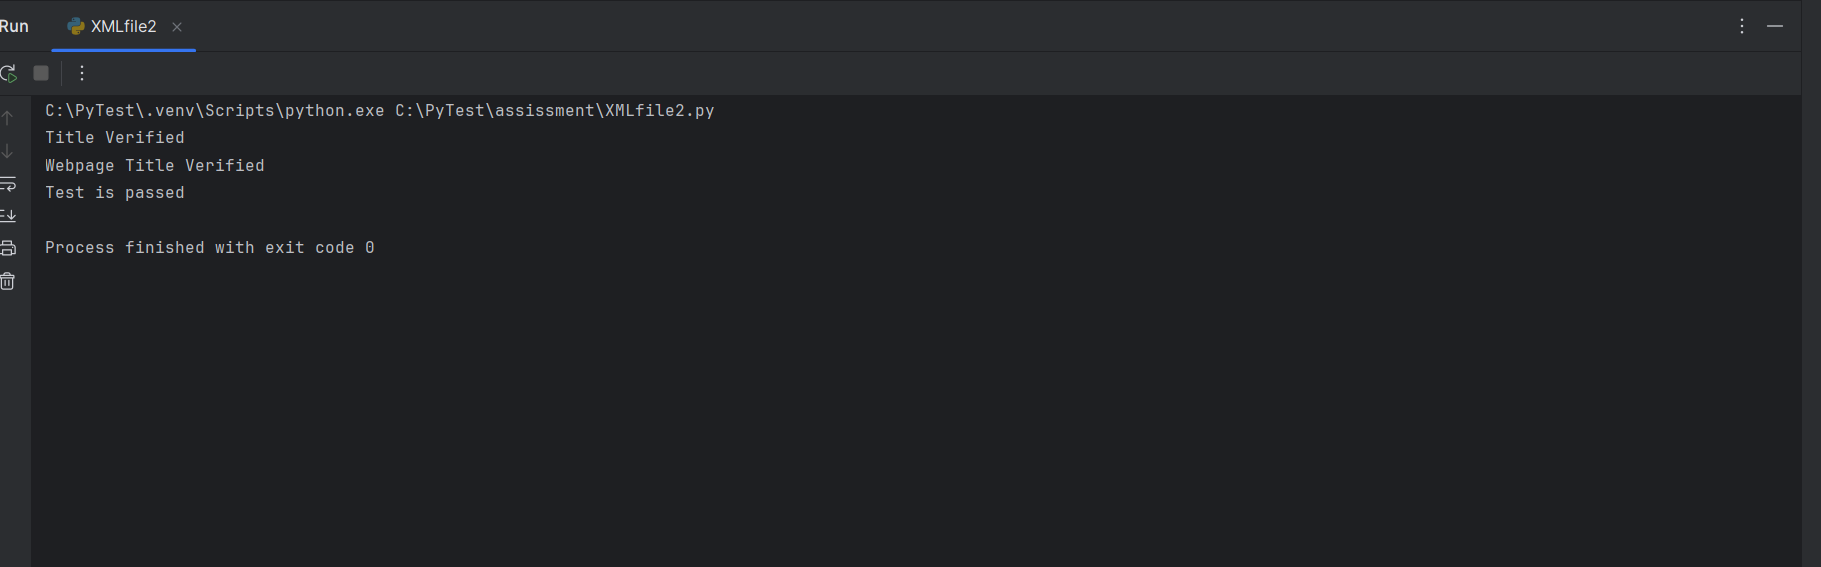 Run XMLfile2
C:\PyTest\.venv\Scripts\python.exe C:\PyTest\assissment\XMLfile2.py
Title Verified
Webpage Title Verified
Test is passed
Process finished with exit code 0